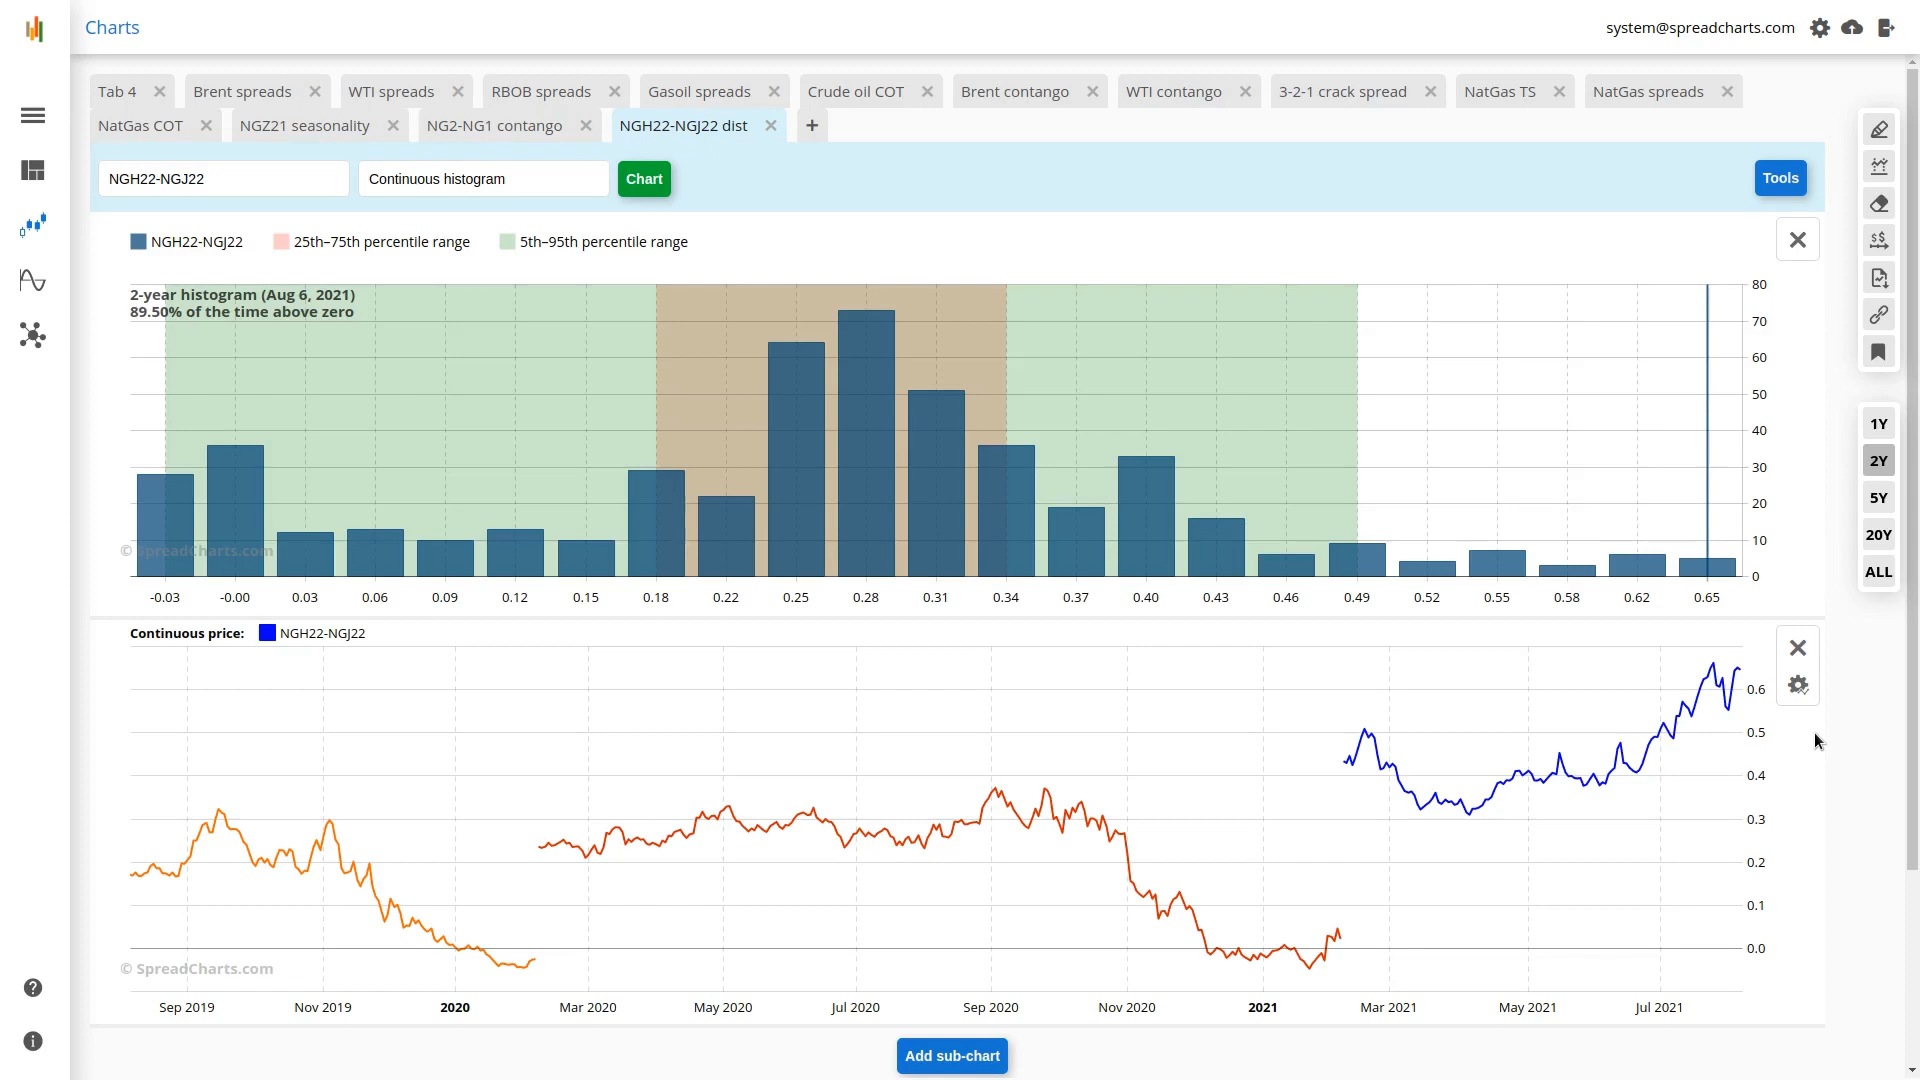 Charts
system@spreadcharts.com
Tab 4
Brent spreads
WTI spreads
RBOB spreads
Gasoil spreads
Crude oil COT
Brent contango
WTI contango
3-2-1 crack spread
NatGas TS
NatGas spreads
NatGas COT
NGZ21 seasonality
NG2-NG1 contango
NGH22-NGJ22 dist
+
NGH22-NGJ22
Continuous histogram
Chart
Tools
NGH22-NGJ22
25th–75th percentile range
5th–95th percentile range
2-year histogram (Aug 6, 2021)
89.50% of the time above zero
80
70
60
50
40
30
20
10
0
© SpreadCharts.com
-0.03 -0.00 0.03 0.06 0.09 0.12 0.15 0.18 0.22 0.25 0.28 0.31 0.34 0.37 0.40 0.43 0.46 0.49 0.52 0.55 0.58 0.62 0.65
1Y
2Y
5Y
20Y
ALL
Continuous price: NGH22-NGJ22
0.6
0.5
0.4
0.3
0.2
0.1
0.0
© SpreadCharts.com
Sep 2019 Nov 2019 2020 Mar 2020 May 2020 Jul 2020 Sep 2020 Nov 2020 2021 Mar 2021 May 2021 Jul 2021
Add sub-chart